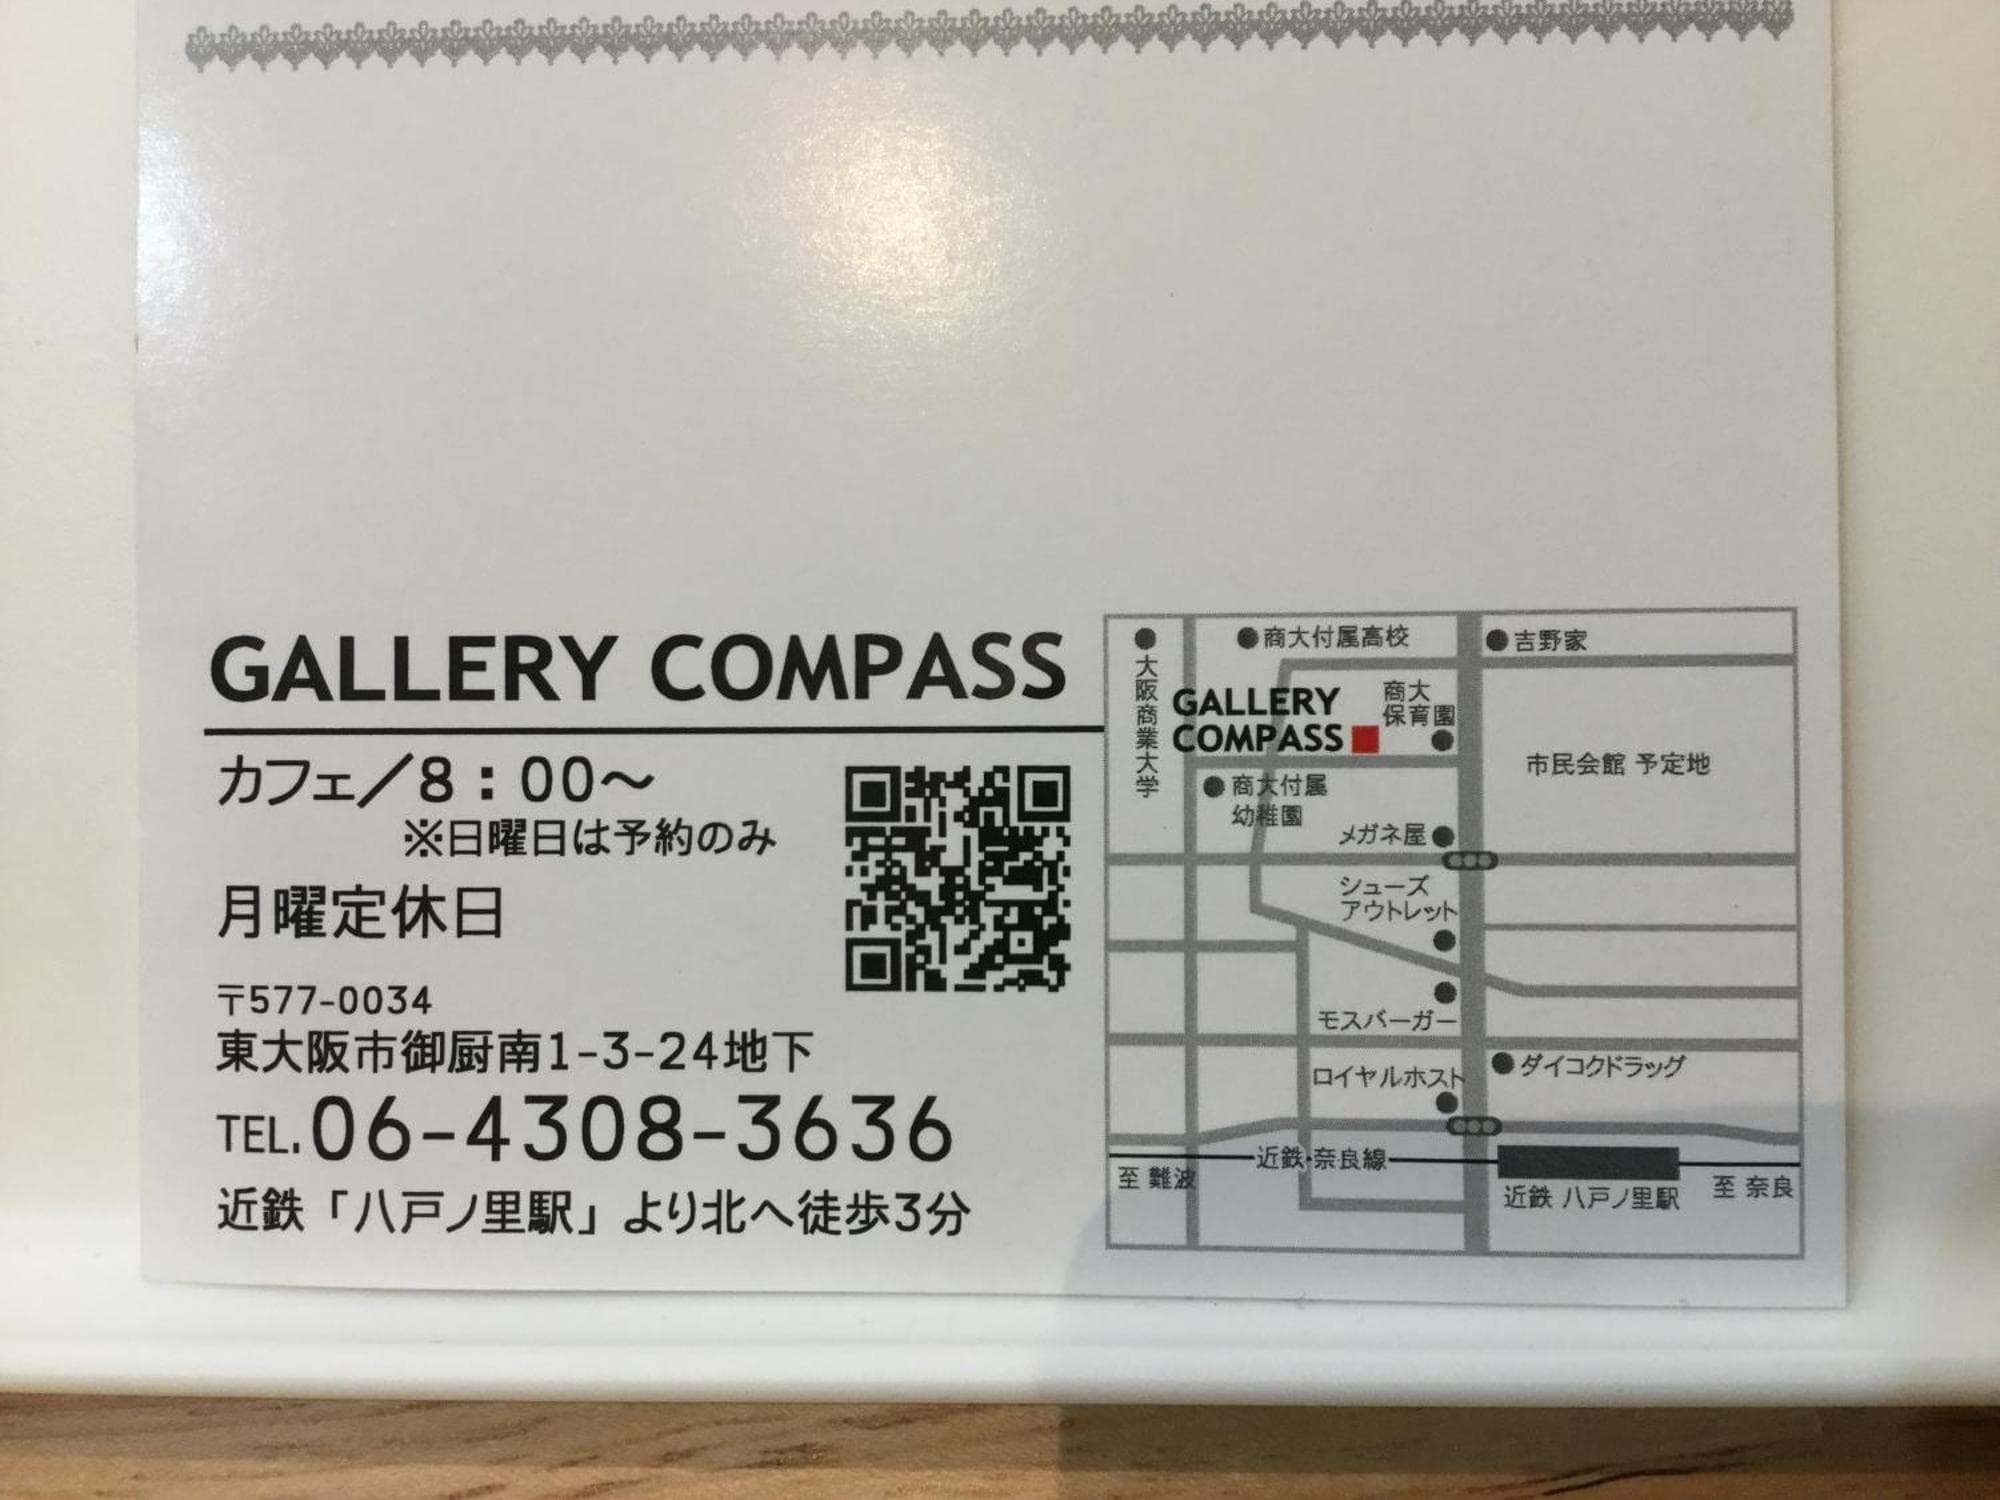 GALLERY COMPASS
カフェ／8：00～
※日曜日は予約のみ
月曜定休日
〒577-0034
東大阪市御厨南1-3-24地下
TEL.06-4308-3636
近鉄「八戸ノ里駅」より北へ徒歩3分
大阪商業大学
商大付属高校
吉野家
GALLERY
COMPASS
商大
保育園
市民会館 予定地
商大付属
幼稚園
メガネ屋
シューズ
アウトレット
モスバーガー
ダイコクドラッグ
ロイヤルホスト
近鉄・奈良線
至 難波
近鉄 八戸ノ里駅
至 奈良